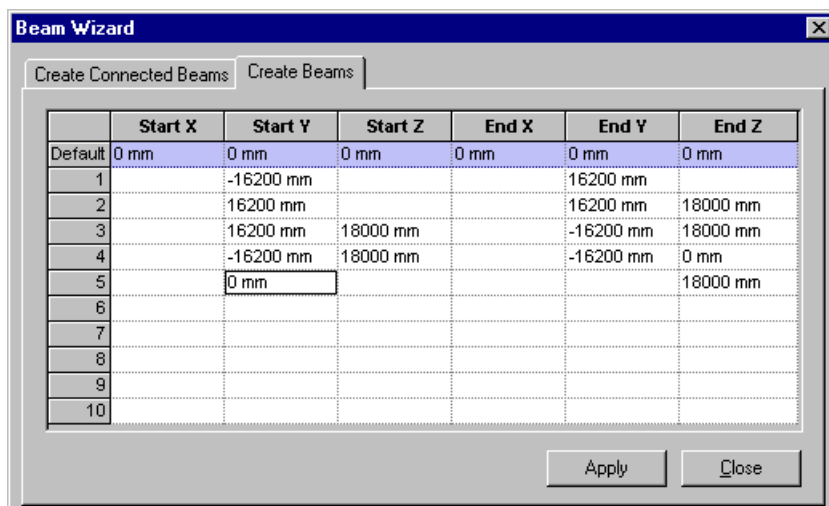 Beam Wizard
Create Connected Beams Create Beams
Start X Start Y Start Z End X End Y End Z
Default 0 mm 0 mm 0 mm 0 mm 0 mm 0 mm
1 -16200 mm 16200 mm
2 16200 mm 16200 mm 18000 mm
3 16200 mm 18000 mm -16200 mm 18000 mm
4 -16200 mm 18000 mm -16200 mm 0 mm
5 0 mm 18000 mm
6
7
8
9
10
Apply Close